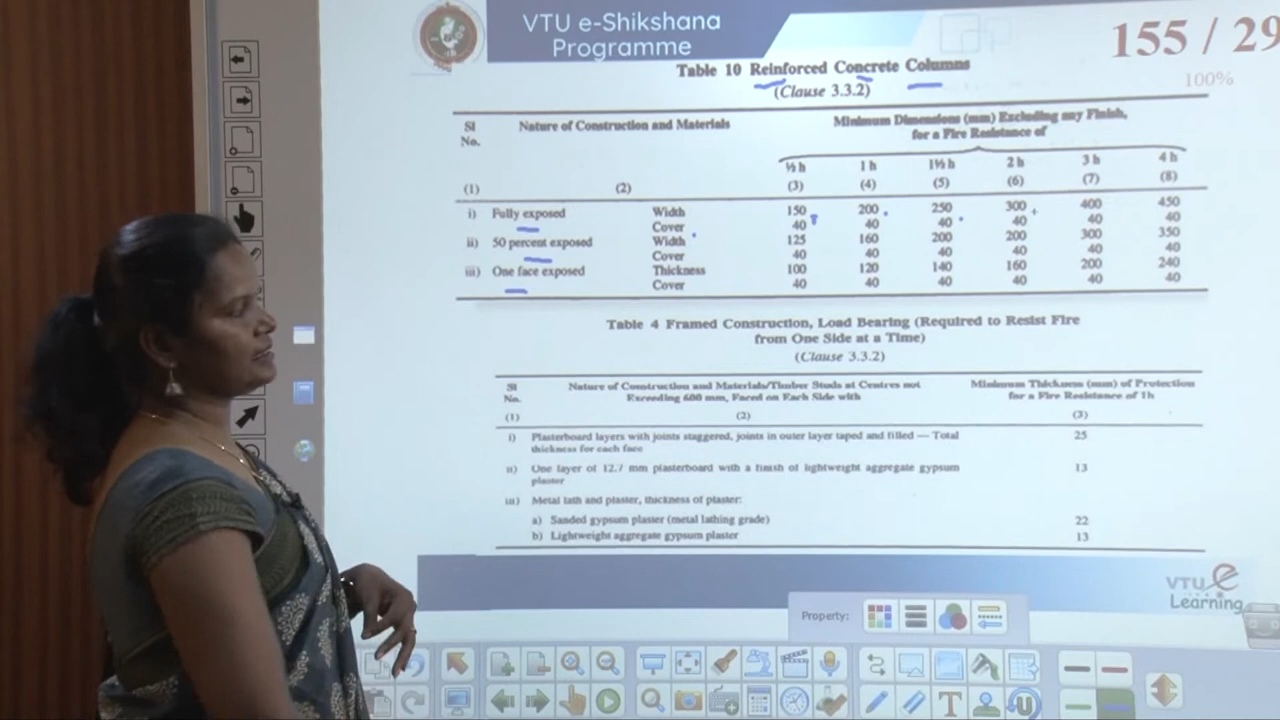 VTU e-Shikshana
Programme
155 / 29
100%
Table 10 Reinforced Concrete Columns
(Clause 3.3.2)
Sl No. Nature of Construction and Materials Minimum Dimensions (mm) Excluding any Finish, for a Fire Resistance of
½ h 1 h 1½ h 2 h 3 h 4 h
(1) (2) (3) (4) (5) (6) (7) (8)
i) Fully exposed Width 150 200 250 300 400 450
Cover 40 40 40 40 40 40
ii) 50 percent exposed Width 125 160 200 200 300 350
Cover 40 40 40 40 40 40
iii) One face exposed Thickness 100 120 140 160 200 240
Cover 40 40 40 40 40 40
Table 4 Framed Construction, Load Bearing (Required to Resist Fire
from One Side at a Time)
(Clause 3.3.2)
Sl No. Nature of Construction and Materials/Timber Studs at Centres not Exceeding 600 mm, Faced on Each Side with Minimum Thickness (mm) of Protection for a Fire Resistance of 1h
(1) (2) (3)
i) Plasterboard layers with joints staggered, joints in outer layer taped and filled — Total 25
thickness for each face
ii) One layer of 12.7 mm plasterboard with a finish of lightweight aggregate gypsum 13
plaster
iii) Metal lath and plaster, thickness of plaster:
a) Sanded gypsum plaster (metal lathing grade) 22
b) Lightweight aggregate gypsum plaster 13
VTU e
Learning
Property: